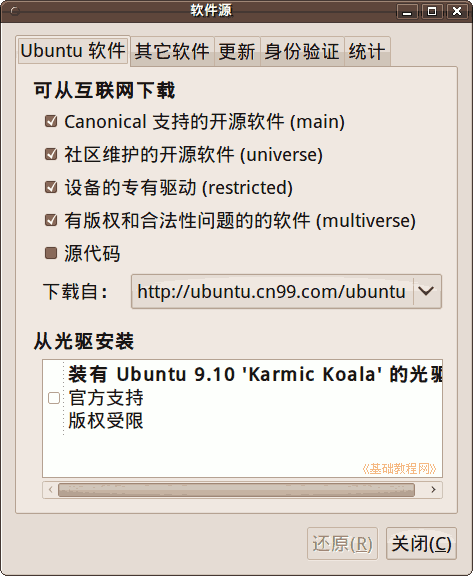 软件源
Ubuntu 软件 其它软件 更新 身份验证 统计
可从互联网下载
Canonical 支持的开源软件 (main)
社区维护的开源软件 (universe)
设备的专有驱动 (restricted)
有版权和合法性问题的的软件 (multiverse)
源代码
下载自： http://ubuntu.cn99.com/ubuntu
从光驱安装
装有 Ubuntu 9.10 'Karmic Koala' 的光驱
官方支持
版权受限
《基础教程网》
还原(R) 关闭(C)